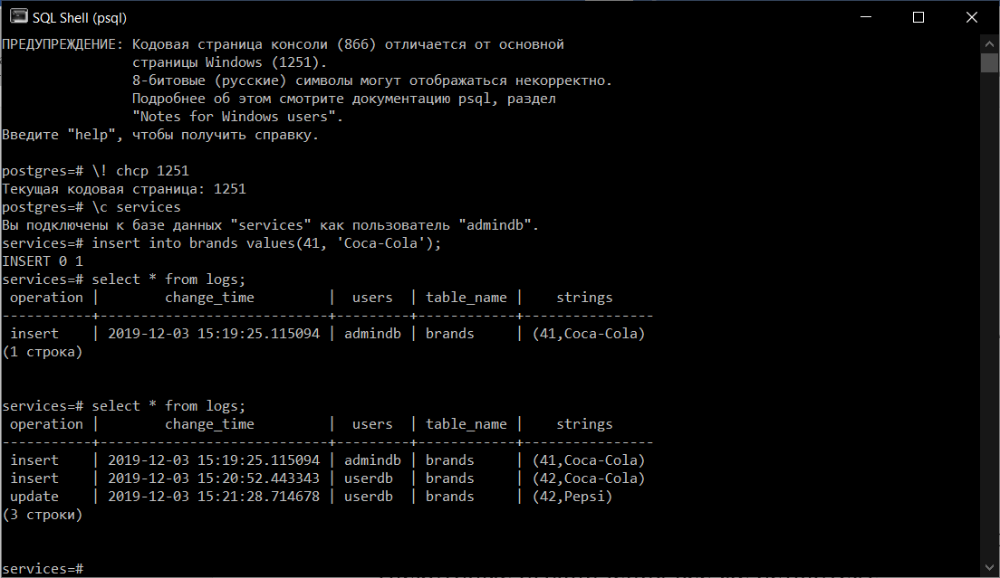 SQL Shell (psql)
ПРЕДУПРЕЖДЕНИЕ: Кодовая страница консоли (866) отличается от основной
                страницы Windows (1251).
                8-битовые (русские) символы могут отображаться некорректно.
                Подробнее об этом смотрите документацию psql, раздел
                "Notes for Windows users".
Введите "help", чтобы получить справку.

postgres=# \! chcp 1251
Текущая кодовая страница: 1251
postgres=# \c services
Вы подключены к базе данных "services" как пользователь "admindb".
services=# insert into brands values(41, 'Coca-Cola');
INSERT 0 1
services=# select * from logs;
 operation |        change_time         |  users  | table_name |    strings
-----------+----------------------------+---------+------------+----------------
 insert    | 2019-12-03 15:19:25.115094 | admindb | brands     | (41,Coca-Cola)
(1 строка)


services=# select * from logs;
 operation |        change_time         |  users  | table_name |    strings
-----------+----------------------------+---------+------------+----------------
 insert    | 2019-12-03 15:19:25.115094 | admindb | brands     | (41,Coca-Cola)
 insert    | 2019-12-03 15:20:52.443343 | userdb  | brands     | (42,Coca-Cola)
 update    | 2019-12-03 15:21:28.714678 | userdb  | brands     | (42,Pepsi)
(3 строки)


services=#